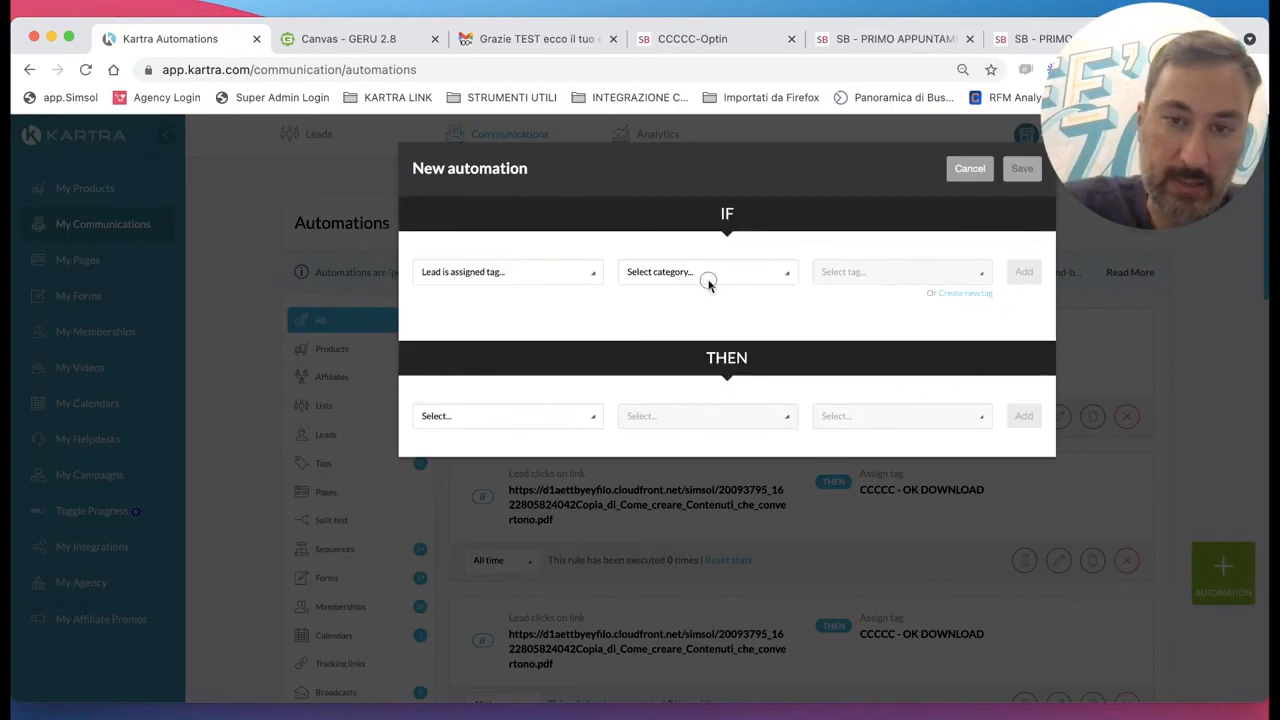 Kartra Automations
Canvas - GERU 2.8
Grazie TEST ecco il tuo
CCCCC-Optin
SB - PRIMO APPUNTAM
SB - PRIMO
app.kartra.com/communication/automations
app.Simsol
Agency Login
Super Admin Login
KARTRA LINK
STRUMENTI UTILI
INTEGRAZIONE C...
Importati da Firefox
Panoramica di Bus...
RFM Analy
KARTRA
Leads
Communications
Analytics
My Products
My Communications
My Pages
My Forms
My Memberships
My Videos
My Calendars
My Helpdesks
My Campaigns
Toggle Progress
My Integrations
My Agency
My Affiliate Promos
Automations
Automations are
Read More
All
Products
Affiliates
Lists
Leads
Tags
Pages
Split test
Sequences
Forms
Memberships
Calendars
Tracking links
Broadcasts
New automation
Cancel
Save
IF
Lead is assigned tag...
Select category...
Select tag...
Add
Or Create new tag
THEN
Select...
Select...
Select...
Add
IF
Lead clicks on link
https://d1aettbyeyfilo.cloudfront.net/simsol/20093795_16
22805824042Copia_di_Come_creare_Contenuti_che_conve
rtono.pdf
THEN
Assign tag
CCCCC - OK DOWNLOAD
All time
This rule has been executed 0 times | Reset stats
IF
Lead clicks on link
https://d1aettbyeyfilo.cloudfront.net/simsol/20093795_16
22805824042Copia_di_Come_creare_Contenuti_che_conve
rtono.pdf
THEN
Assign tag
CCCCC - OK DOWNLOAD
AUTOMATION